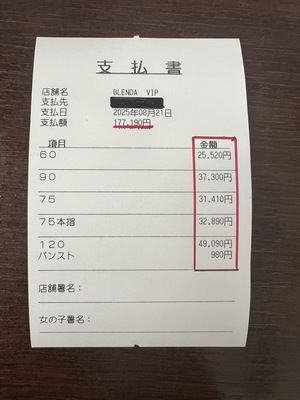 支払書
店舗名 BLENDA VIP
支払先
支払日 2025年08月21日
支払額 177,190円
項目 金額
60 25,520円
90 37,300円
75 31,410円
75本指 32,890円
120 49,090円
パンスト 980円
店舗署名：
女の子署名：